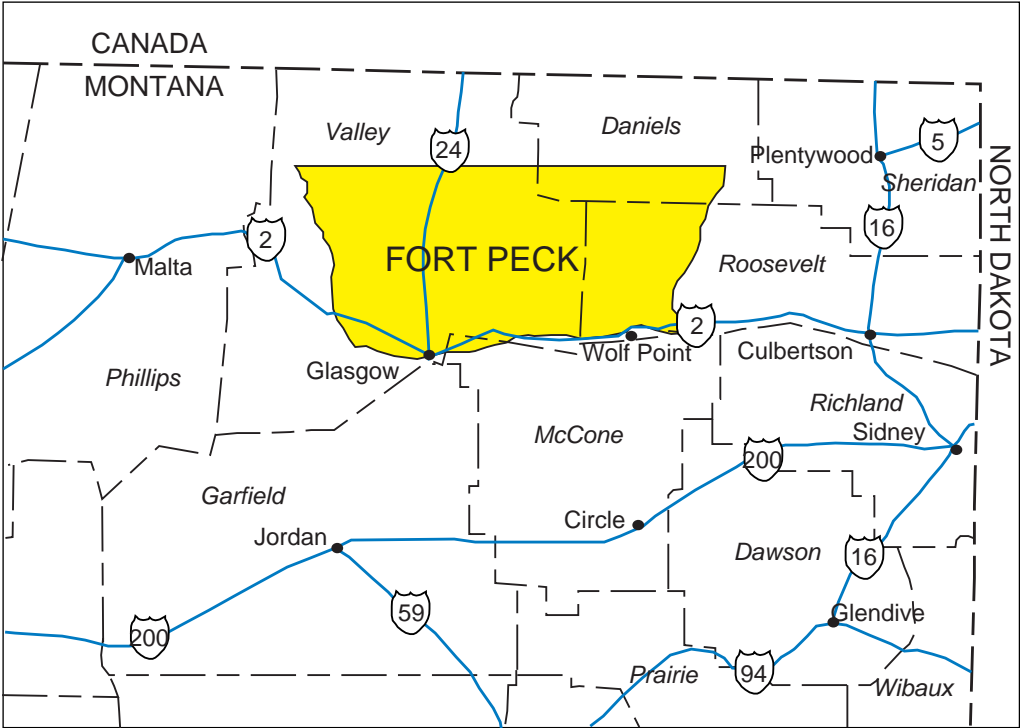 CANADA
MONTANA
Valley
24
Daniels
5
Plentywood
Sheridan
NORTH DAKOTA
16
2
Malta
FORT PECK
Roosevelt
2
Wolf Point
Culbertson
Glasgow
Phillips
Richland
Sidney
McCone
200
Garfield
Circle
Jordan
Dawson
16
59
200
Glendive
Prairie
94
Wibaux